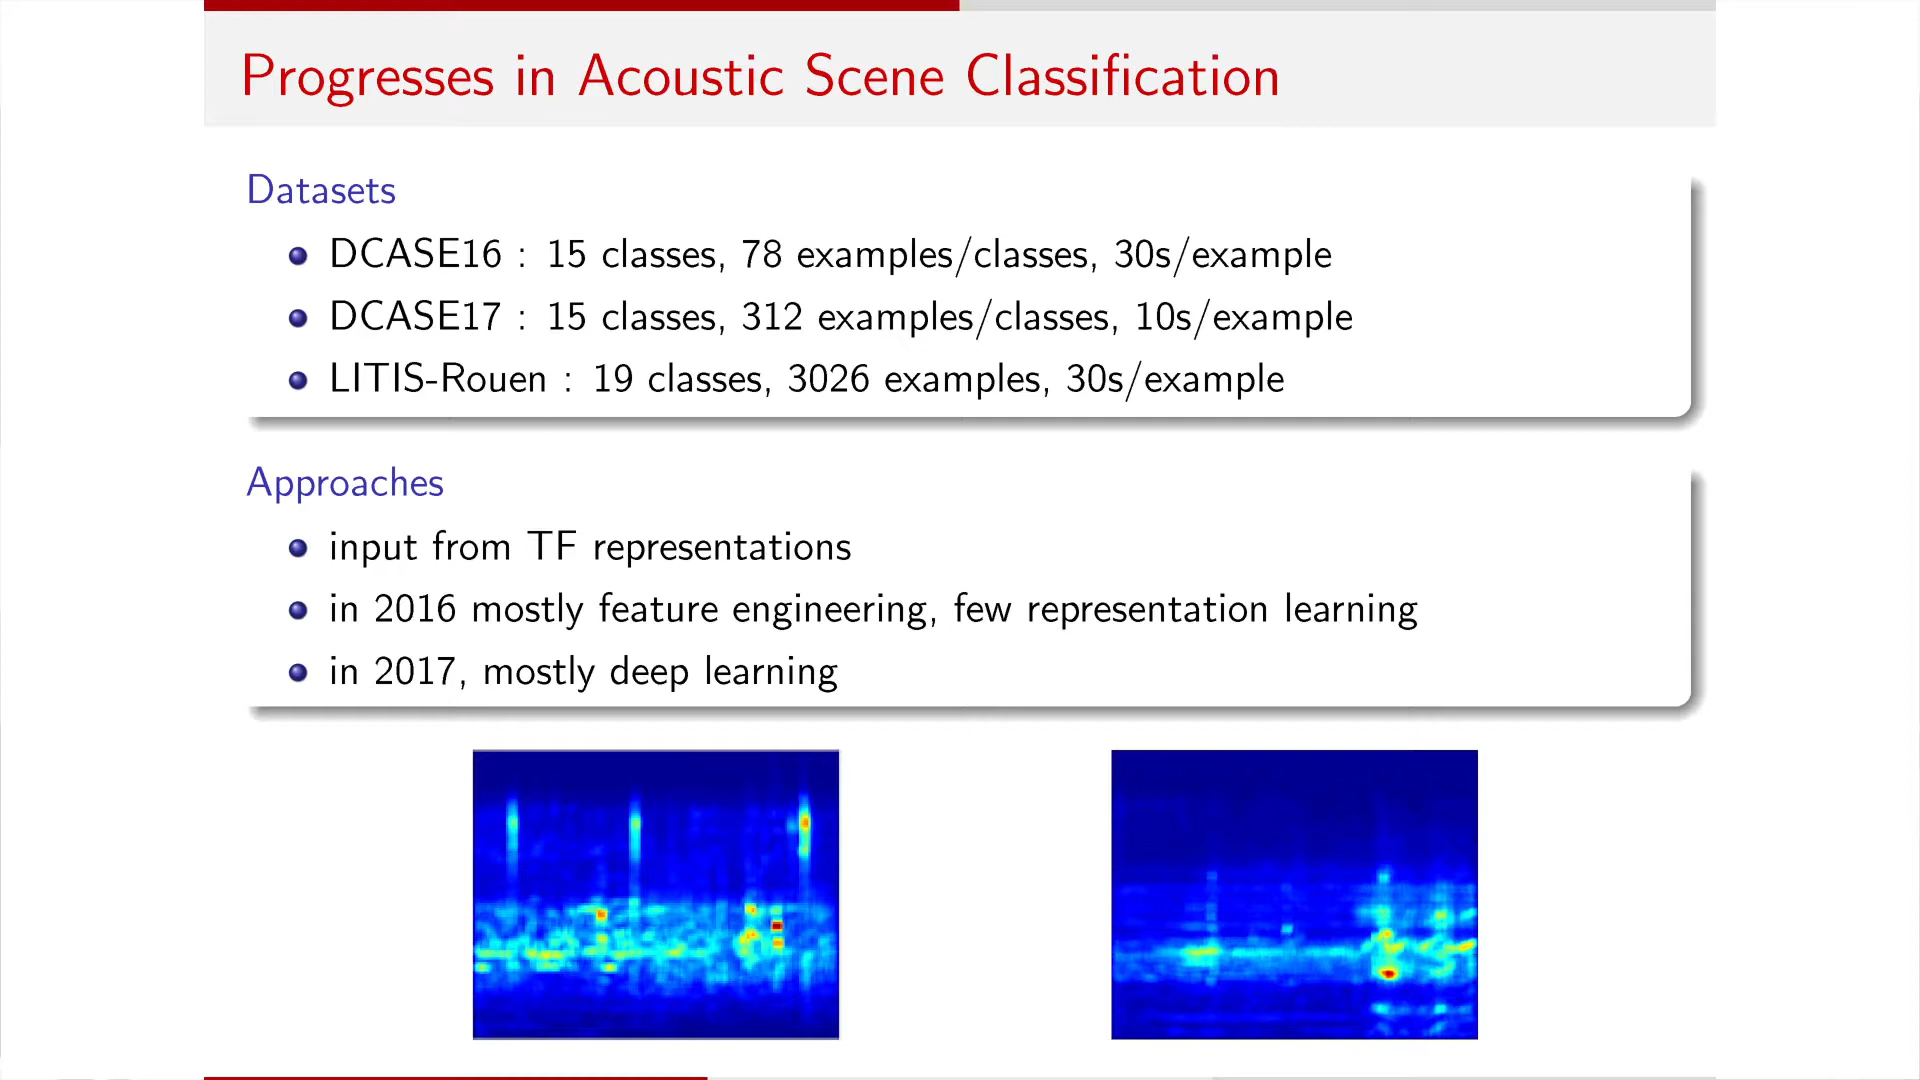 Progresses in Acoustic Scene Classification
Datasets
DCASE16 : 15 classes, 78 examples/classes, 30s/example
DCASE17 : 15 classes, 312 examples/classes, 10s/example
LITIS-Rouen : 19 classes, 3026 examples, 30s/example
Approaches
input from TF representations
in 2016 mostly feature engineering, few representation learning
in 2017, mostly deep learning